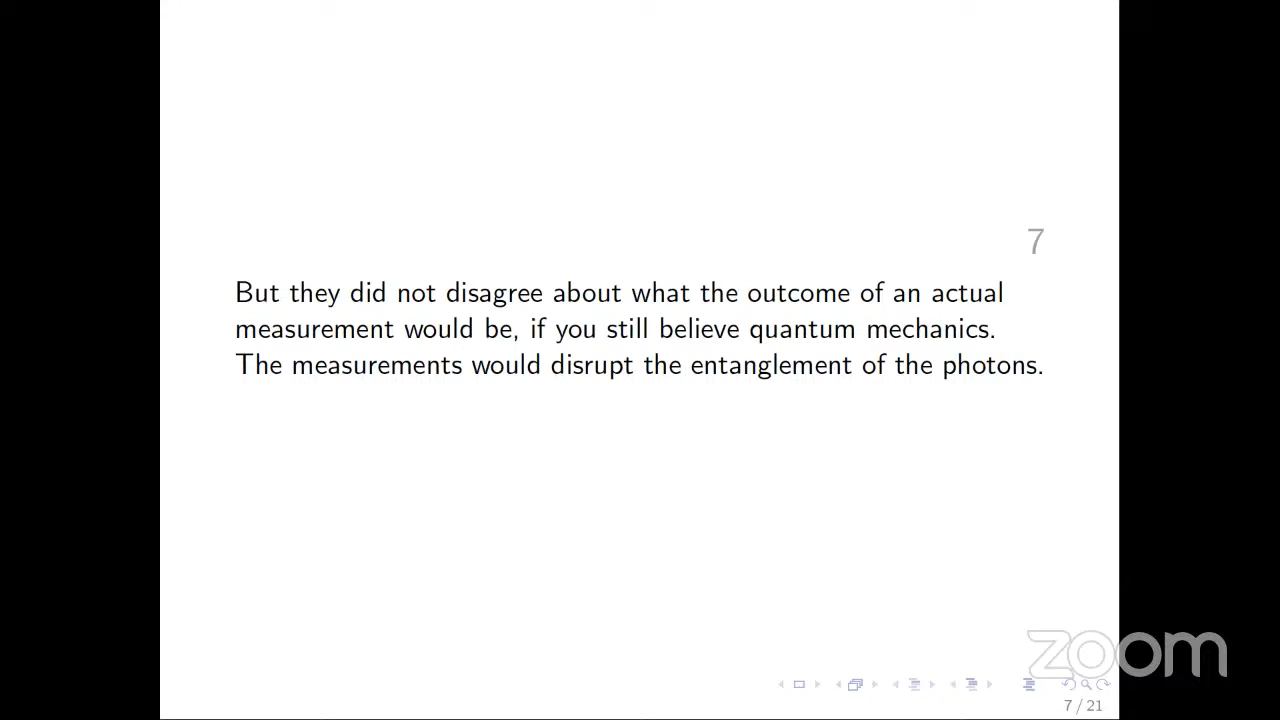 7
But they did not disagree about what the outcome of an actual
measurement would be, if you still believe quantum mechanics.
The measurements would disrupt the entanglement of the photons.
zoom
7 / 21